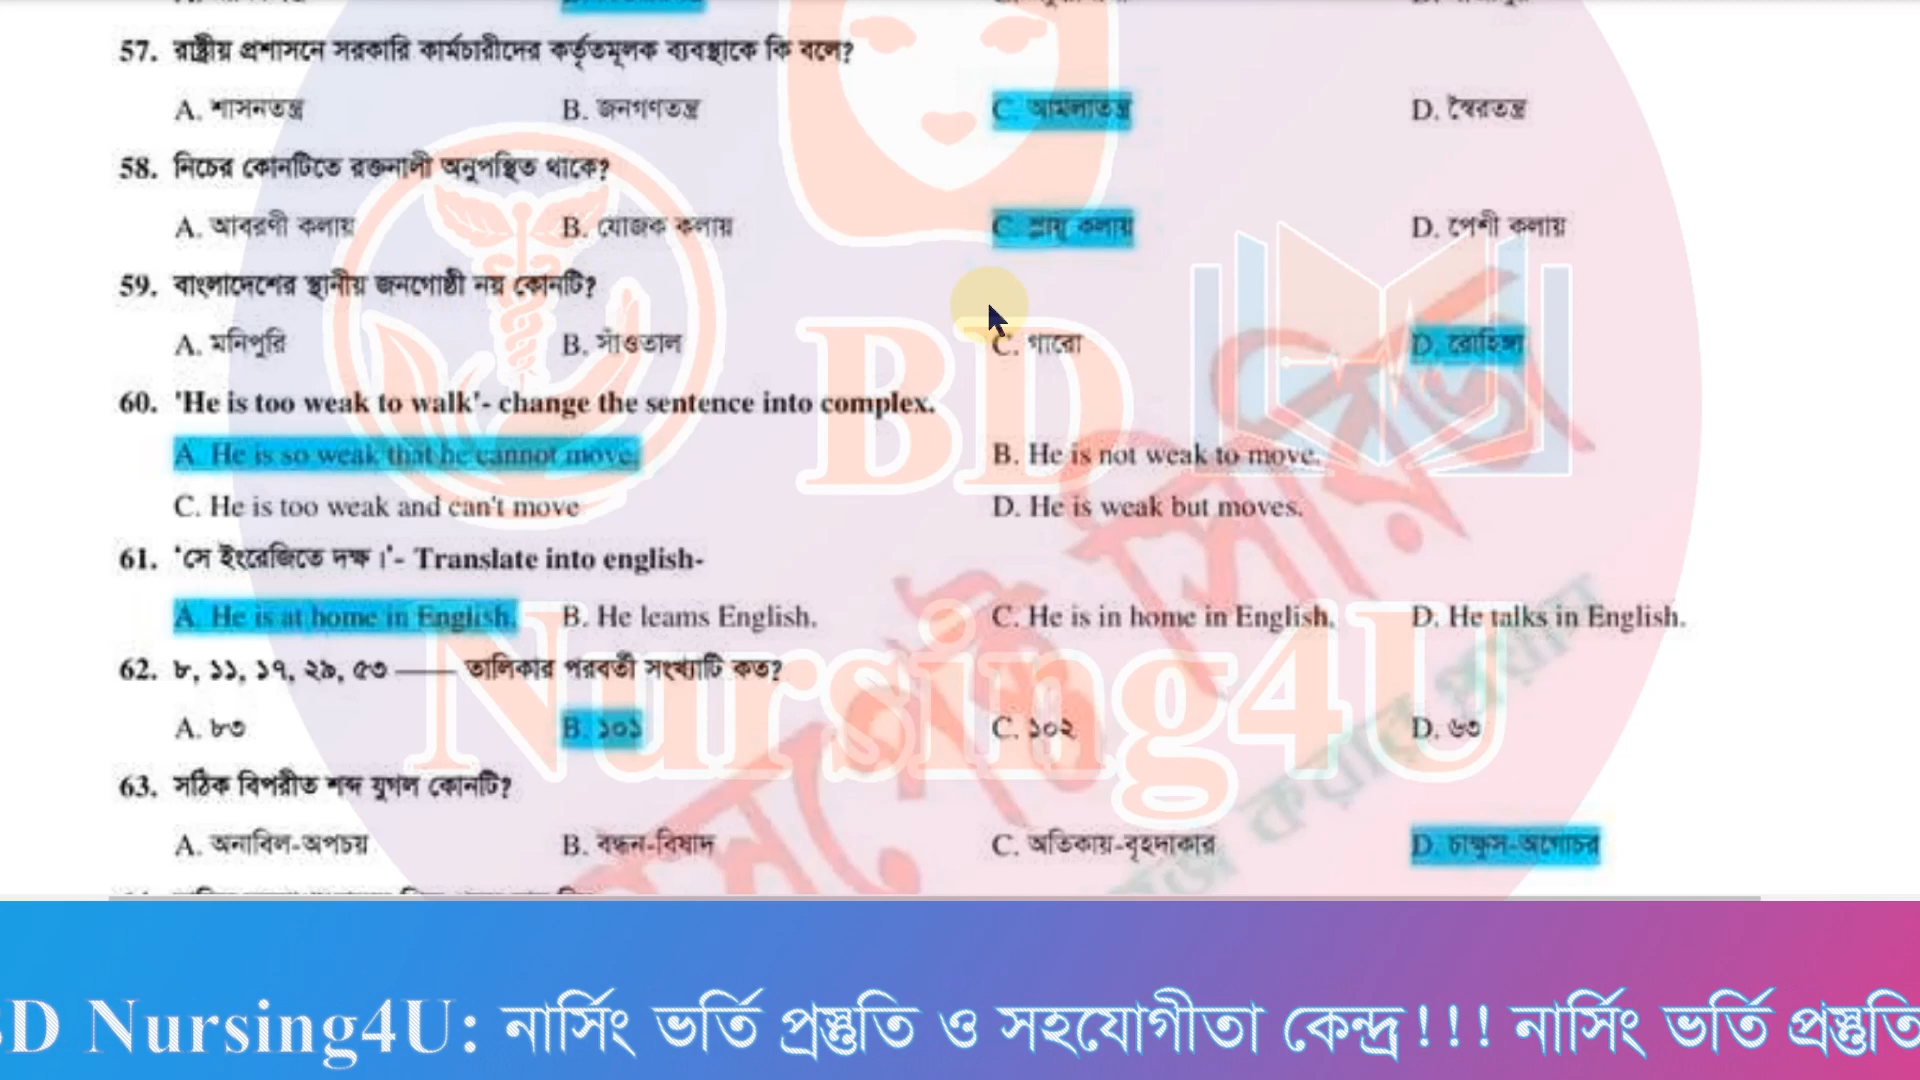 57. রাষ্ট্রীয় প্রশাসনে সরকারি কার্মচারীদের কর্তৃতমূলক ব্যবস্থাকে কি বলে?
A. শাসনতন্ত্র B. জনগণতন্ত্র C. আমলাতন্ত্র D. স্বৈরতন্ত্র
58. নিচের কোনটিতে রক্তনালী অনুপস্থিত থাকে?
A. আবরণী কলায় B. যোজক কলায় C. স্নায়ু কলায় D. পেশী কলায়
59. বাংলাদেশের স্থানীয় জনগোষ্ঠী নয় কোনটি?
A. মনিপুরি B. সাঁওতাল C. গারো D. রোহিঙ্গা
60. 'He is too weak to walk'- change the sentence into complex.
A. He is so weak that he cannot move. B. He is not weak to move.
C. He is too weak and can't move D. He is weak but moves.
61. ‘সে ইংরেজিতে দক্ষ।’- Translate into english-
A. He is at home in English. B. He leams English. C. He is in home in English. D. He talks in English.
62. ৮, ১১, ১৭, ২৯, ৫৩ —— তালিকার পরবর্তী সংখ্যাটি কত?
A. ৮৩ B. ১০১ C. ১০২ D. ৬৩
63. সঠিক বিপরীত শব্দ যুগল কোনটি?
A. অনাবিল-অপচয় B. বন্ধন-বিষাদ C. অতিকায়-বৃহদাকার D. চাক্ষুস-অগোচর
BD
Nursing4U
সিরিজ
করার প্রয়াস
D Nursing4U: নার্সিং ভর্তি প্রস্তুতি ও সহযোগীতা কেন্দ্র!!! নার্সিং ভর্তি প্রস্তুতি